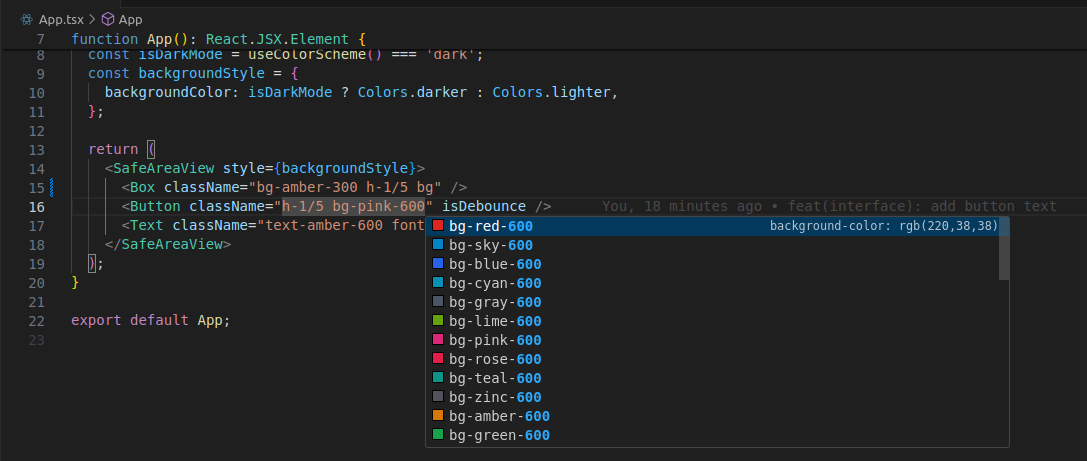 App.tsx > App
7 function App(): React.JSX.Element {
8 const isDarkMode = useColorScheme() === 'dark';
9 const backgroundStyle = {
10 backgroundColor: isDarkMode ? Colors.darker : Colors.lighter,
11 };
12
13 return (
14 <SafeAreaView style={backgroundStyle}>
15 <Box className="bg-amber-300 h-1/5 bg" />
16 <Button className="h-1/5 bg-pink-600" isDebounce /> You, 18 minutes ago • feat(interface): add button text
17 <Text className="text-amber-600 font
18 </SafeAreaView>
19 );
20 }
21
22 export default App;
23
bg-red-600 background-color: rgb(220,38,38)
bg-sky-600
bg-blue-600
bg-cyan-600
bg-gray-600
bg-lime-600
bg-pink-600
bg-rose-600
bg-teal-600
bg-zinc-600
bg-amber-600
bg-green-600